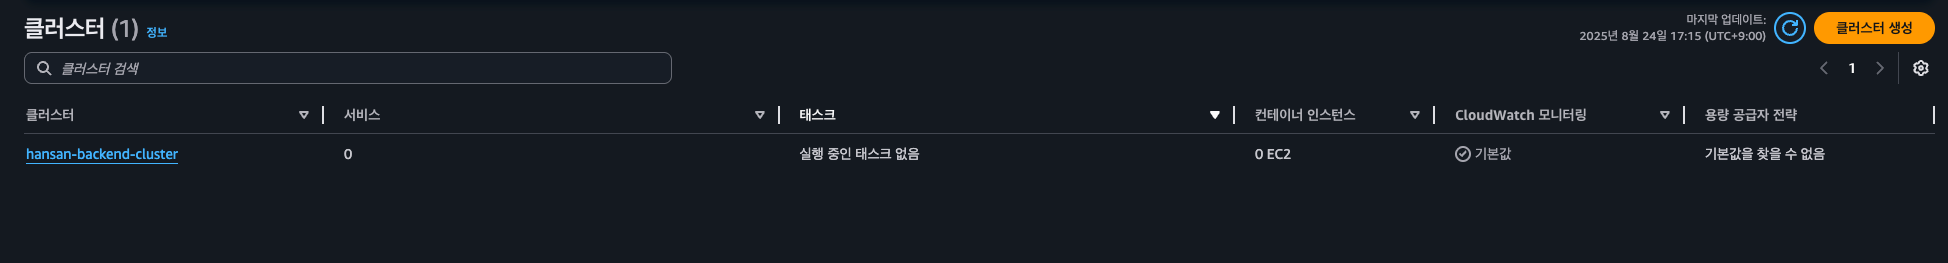 클러스터 (1) 정보
마지막 업데이트:
2025년 8월 24일 17:15 (UTC+9:00)
클러스터 생성
클러스터 검색
1
클러스터 서비스 태스크 컨테이너 인스턴스 CloudWatch 모니터링 용량 공급자 전략
hansan-backend-cluster 0 실행 중인 태스크 없음 0 EC2 기본값 기본값을 찾을 수 없음